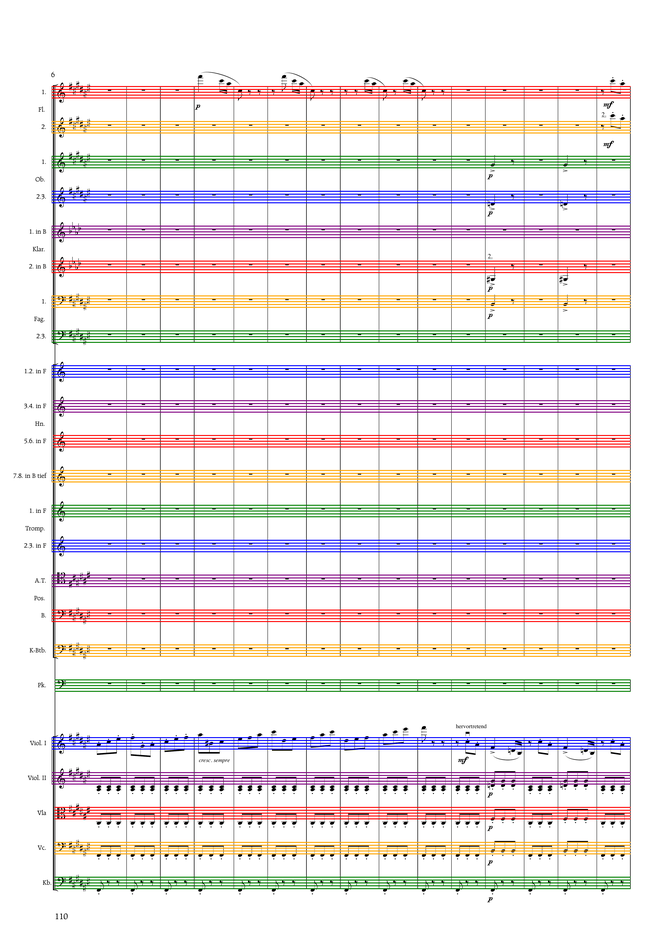 6
1.
p
Fl.
mf
2.
2.
mf
1.
p
Ob.
2.3.
p
1. in B
Klar.
2.
2. in B
p
1.
p
Fag.
2.3.
1.2. in F
3.4. in F
Hn.
5.6. in F
7.8. in B tief
1. in F
Tromp.
2.3. in F
A.T.
Pos.
B.
K-Btb.
Pk.
hervortretend
Viol. I
cresc. sempre
mf
Viol. II
p
Vla
p
Vc.
p
Kb.
p
110